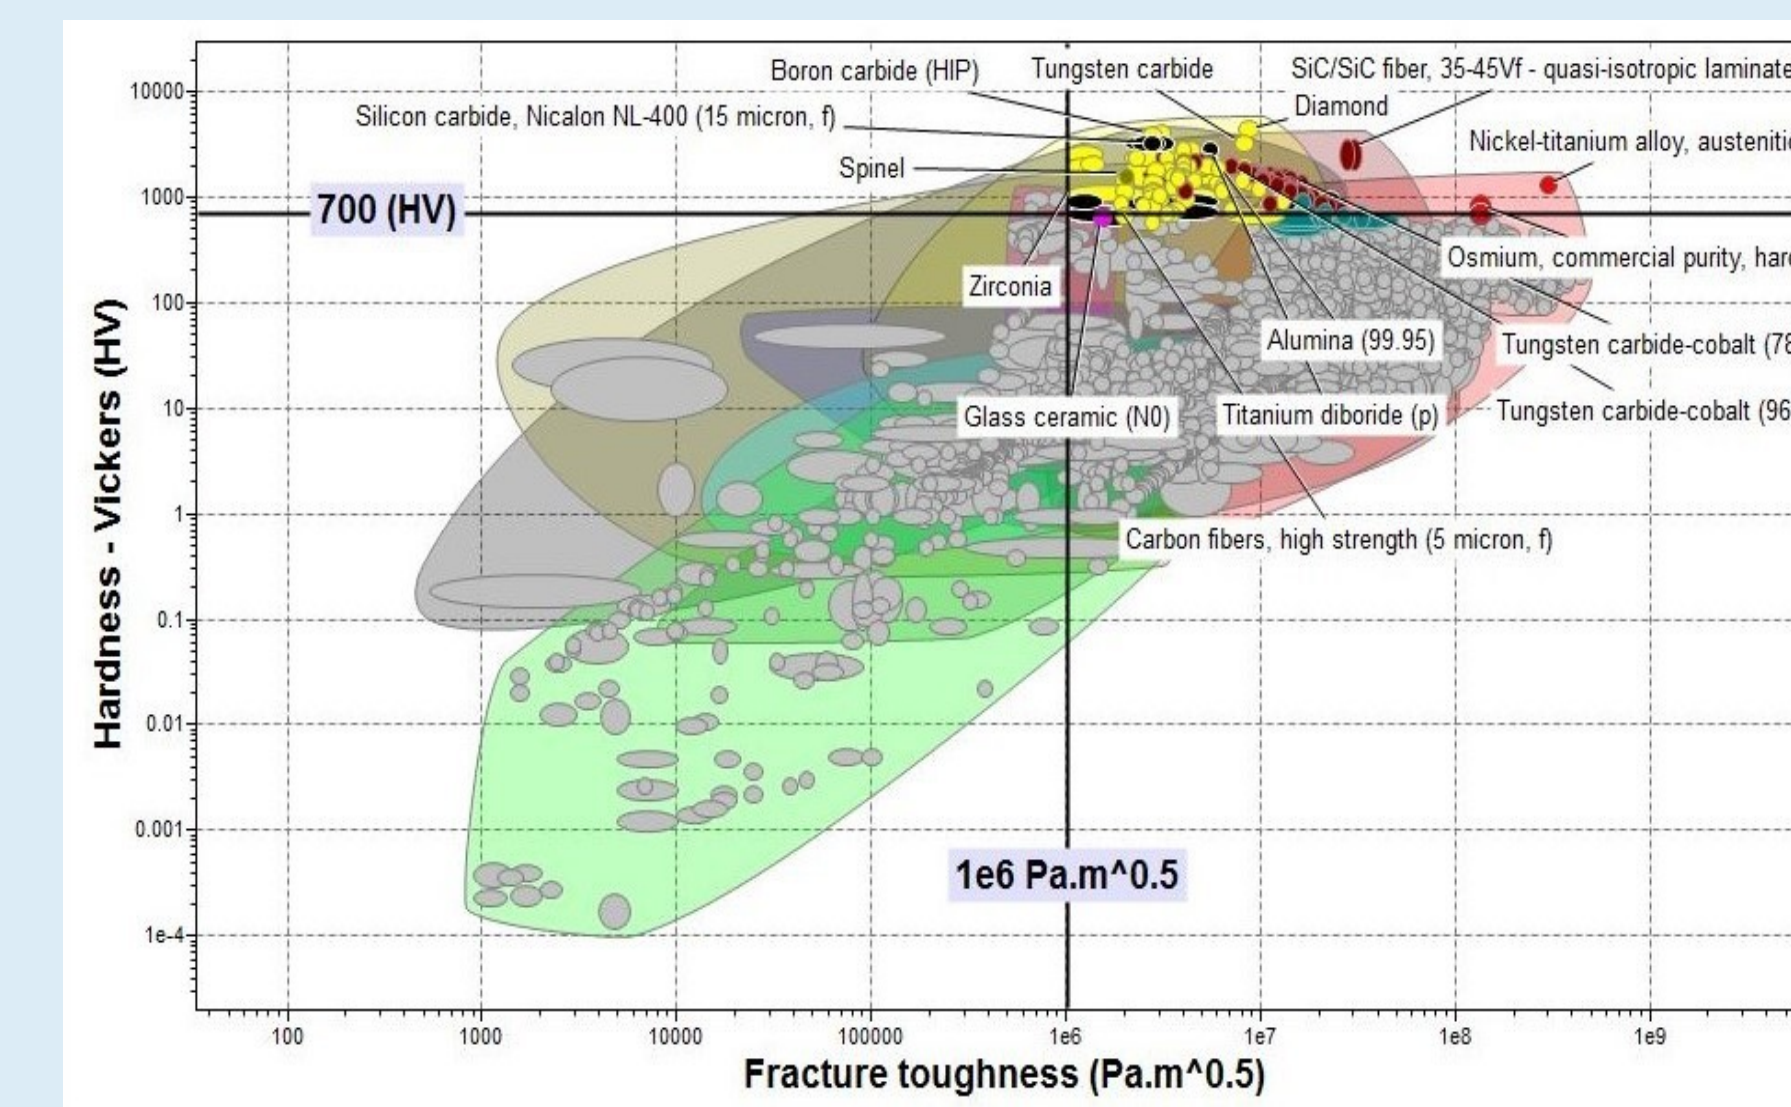 Boron carbide (HIP)
Tungsten carbide
SiC/SiC fiber, 35-45Vf - quasi-isotropic laminate
Diamond
Silicon carbide, Nicalon NL-400 (15 micron, f)
Nickel-titanium alloy, austeniti
Spinel
700 (HV)
Osmium, commercial purity, hard
Zirconia
Alumina (99.95)
Tungsten carbide-cobalt (78
Glass ceramic (N0)
Titanium diboride (p)
Tungsten carbide-cobalt (96
Carbon fibers, high strength (5 micron, f)
1e6 Pa.m^0.5
Hardness - Vickers (HV)
10000
1000
100
10
1
0.1
0.01
0.001
1e-4
100
1000
10000
100000
1e6
1e7
1e8
1e9
Fracture toughness (Pa.m^0.5)